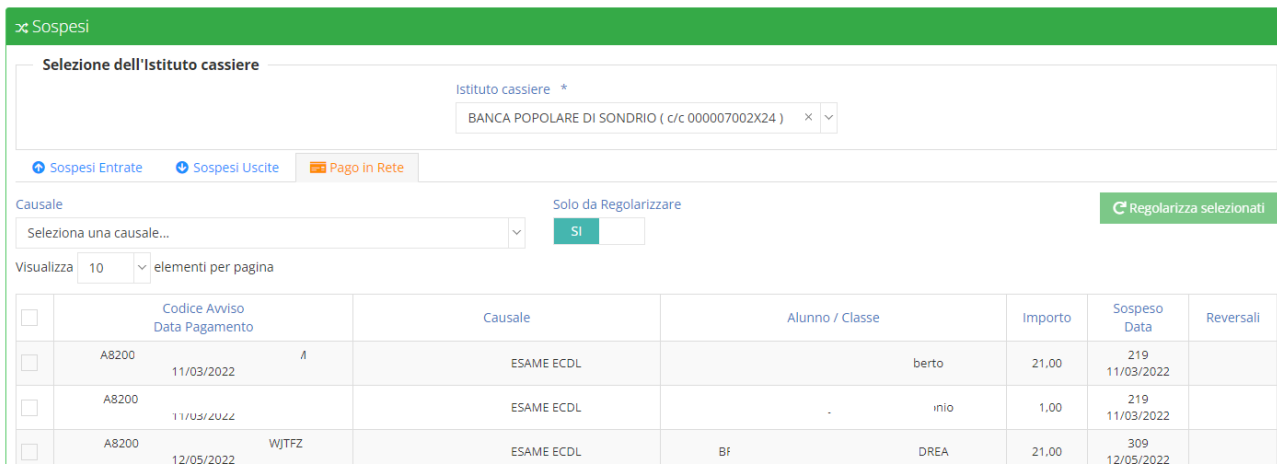 Sospesi
Selezione dell'Istituto cassiere
Istituto cassiere *
BANCA POPOLARE DI SONDRIO ( c/c 000007002X24 ) ×
Sospesi Entrate Sospesi Uscite Pago in Rete
Causale Solo da Regolarizzare
Regolarizza selezionati
Seleziona una causale... SI
Visualizza 10 elementi per pagina
Codice Avviso
Data Pagamento Causale Alunno / Classe Importo Sospeso
Data Reversali
A8200
11/03/2022 ESAME ECDL berto 21,00 219
11/03/2022
A8200
11/03/2022 ESAME ECDL 1,00 219
11/03/2022
A8200 WJTFZ
12/05/2022 ESAME ECDL DREA 21,00 309
12/05/2022